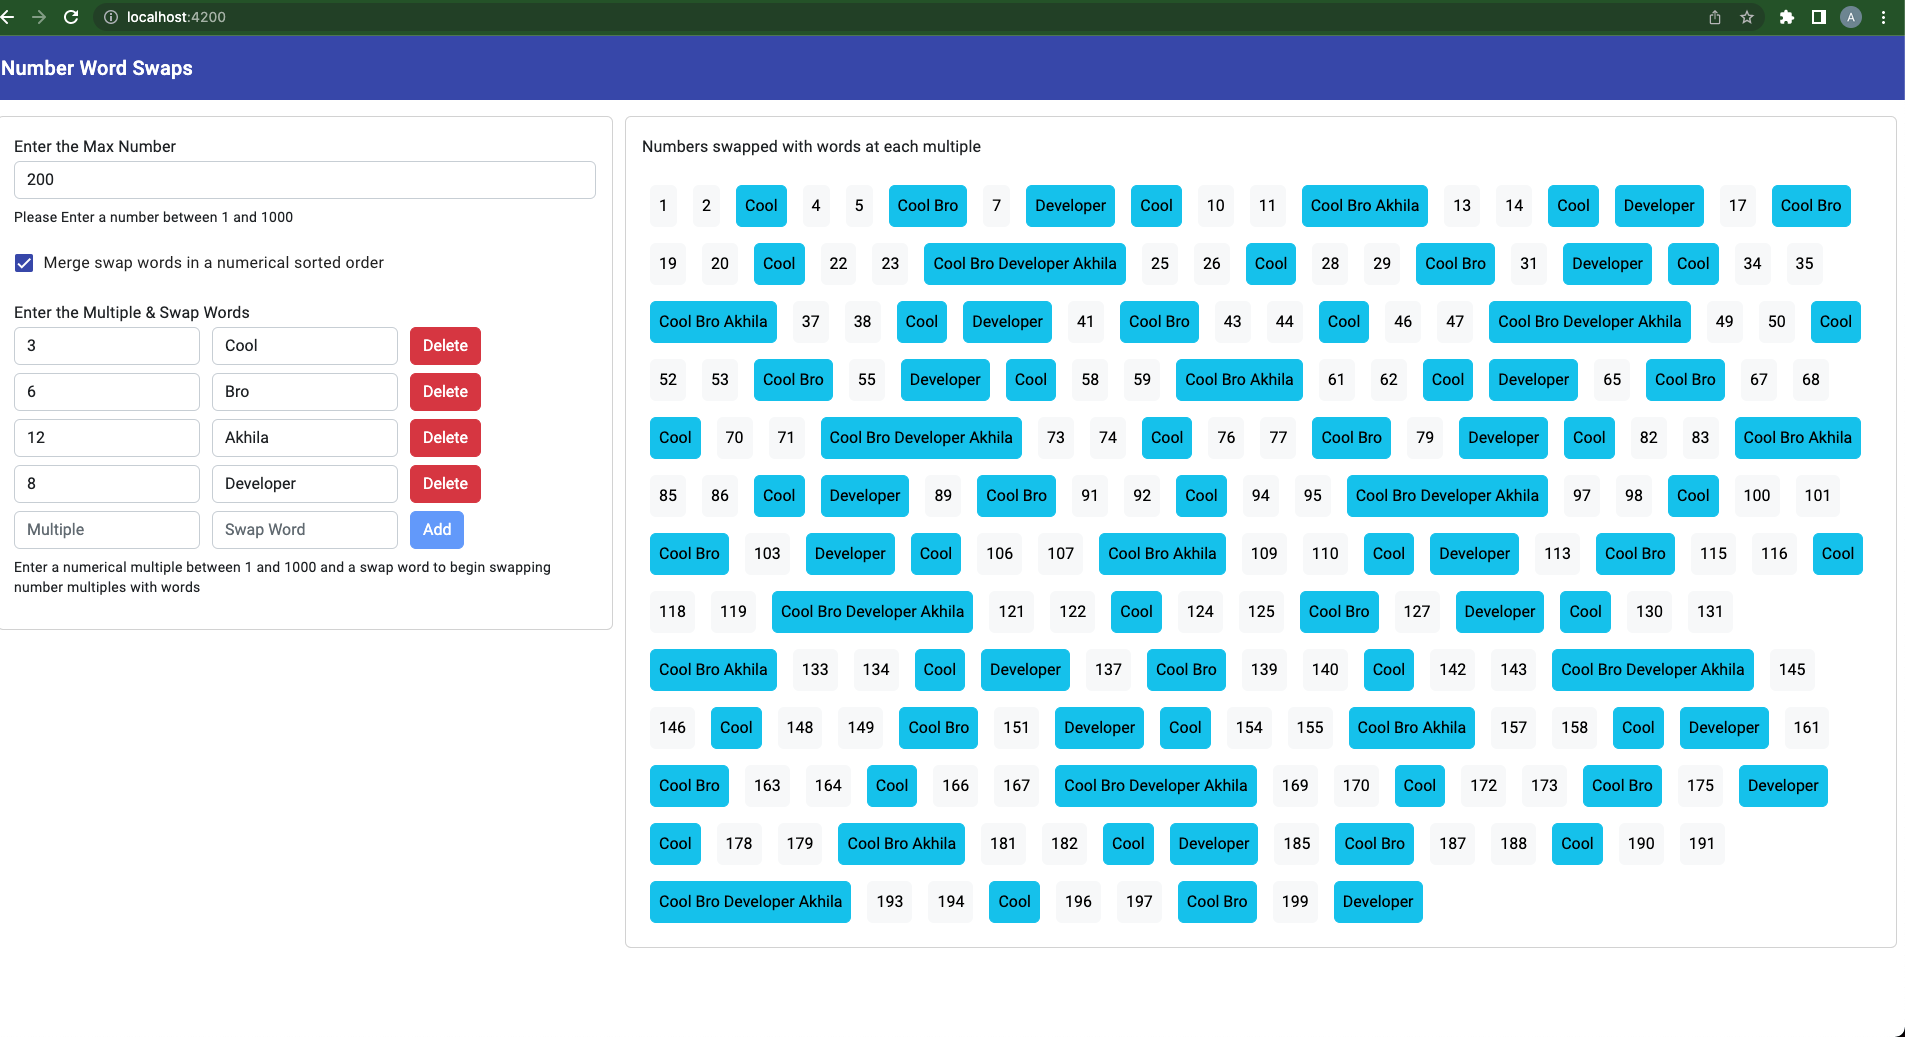 localhost:4200
A
Number Word Swaps
Enter the Max Number
200
Please Enter a number between 1 and 1000
Merge swap words in a numerical sorted order
Enter the Multiple & Swap Words
3 Cool Delete
6 Bro Delete
12 Akhila Delete
8 Developer Delete
Multiple Swap Word Add
Enter a numerical multiple between 1 and 1000 and a swap word to begin swapping
number multiples with words
Numbers swapped with words at each multiple
1 2 Cool 4 5 Cool Bro 7 Developer Cool 10 11 Cool Bro Akhila 13 14 Cool Developer 17 Cool Bro
19 20 Cool 22 23 Cool Bro Developer Akhila 25 26 Cool 28 29 Cool Bro 31 Developer Cool 34 35
Cool Bro Akhila 37 38 Cool Developer 41 Cool Bro 43 44 Cool 46 47 Cool Bro Developer Akhila 49 50 Cool
52 53 Cool Bro 55 Developer Cool 58 59 Cool Bro Akhila 61 62 Cool Developer 65 Cool Bro 67 68
Cool 70 71 Cool Bro Developer Akhila 73 74 Cool 76 77 Cool Bro 79 Developer Cool 82 83 Cool Bro Akhila
85 86 Cool Developer 89 Cool Bro 91 92 Cool 94 95 Cool Bro Developer Akhila 97 98 Cool 100 101
Cool Bro 103 Developer Cool 106 107 Cool Bro Akhila 109 110 Cool Developer 113 Cool Bro 115 116 Cool
118 119 Cool Bro Developer Akhila 121 122 Cool 124 125 Cool Bro 127 Developer Cool 130 131
Cool Bro Akhila 133 134 Cool Developer 137 Cool Bro 139 140 Cool 142 143 Cool Bro Developer Akhila 145
146 Cool 148 149 Cool Bro 151 Developer Cool 154 155 Cool Bro Akhila 157 158 Cool Developer 161
Cool Bro 163 164 Cool 166 167 Cool Bro Developer Akhila 169 170 Cool 172 173 Cool Bro 175 Developer
Cool 178 179 Cool Bro Akhila 181 182 Cool Developer 185 Cool Bro 187 188 Cool 190 191
Cool Bro Developer Akhila 193 194 Cool 196 197 Cool Bro 199 Developer